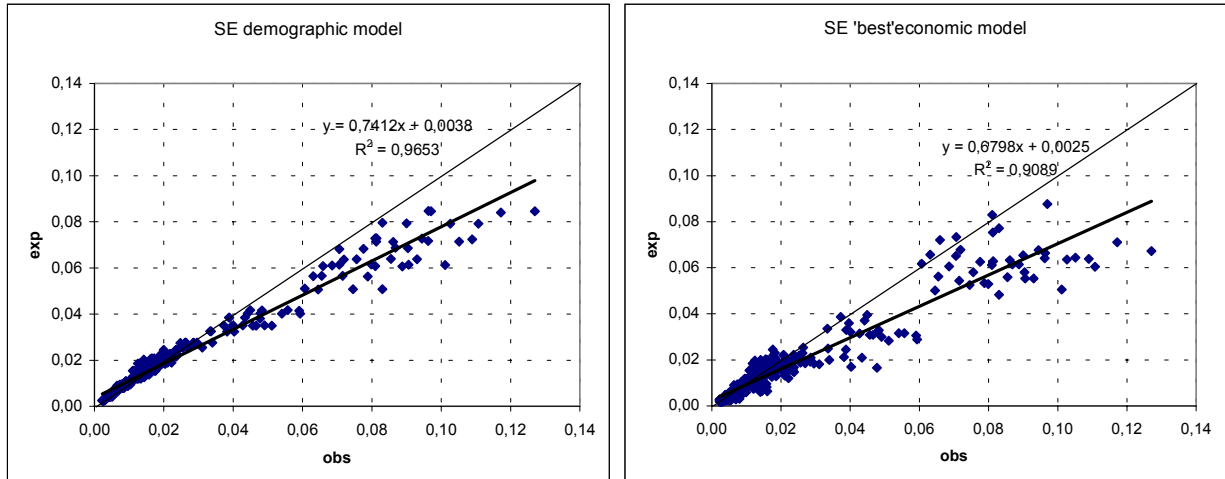 SE demographic model
0,14
0,12
0,10
0,08
0,06
0,04
0,02
0,00
exp
y = 0,7412x + 0,0038
R² = 0,9653
0,00 0,02 0,04 0,06 0,08 0,10 0,12 0,14
obs
SE 'best'economic model
0,14
0,12
0,10
0,08
0,06
0,04
0,02
0,00
exp
y = 0,6798x + 0,0025
R² = 0,9089
0,00 0,02 0,04 0,06 0,08 0,10 0,12 0,14
obs